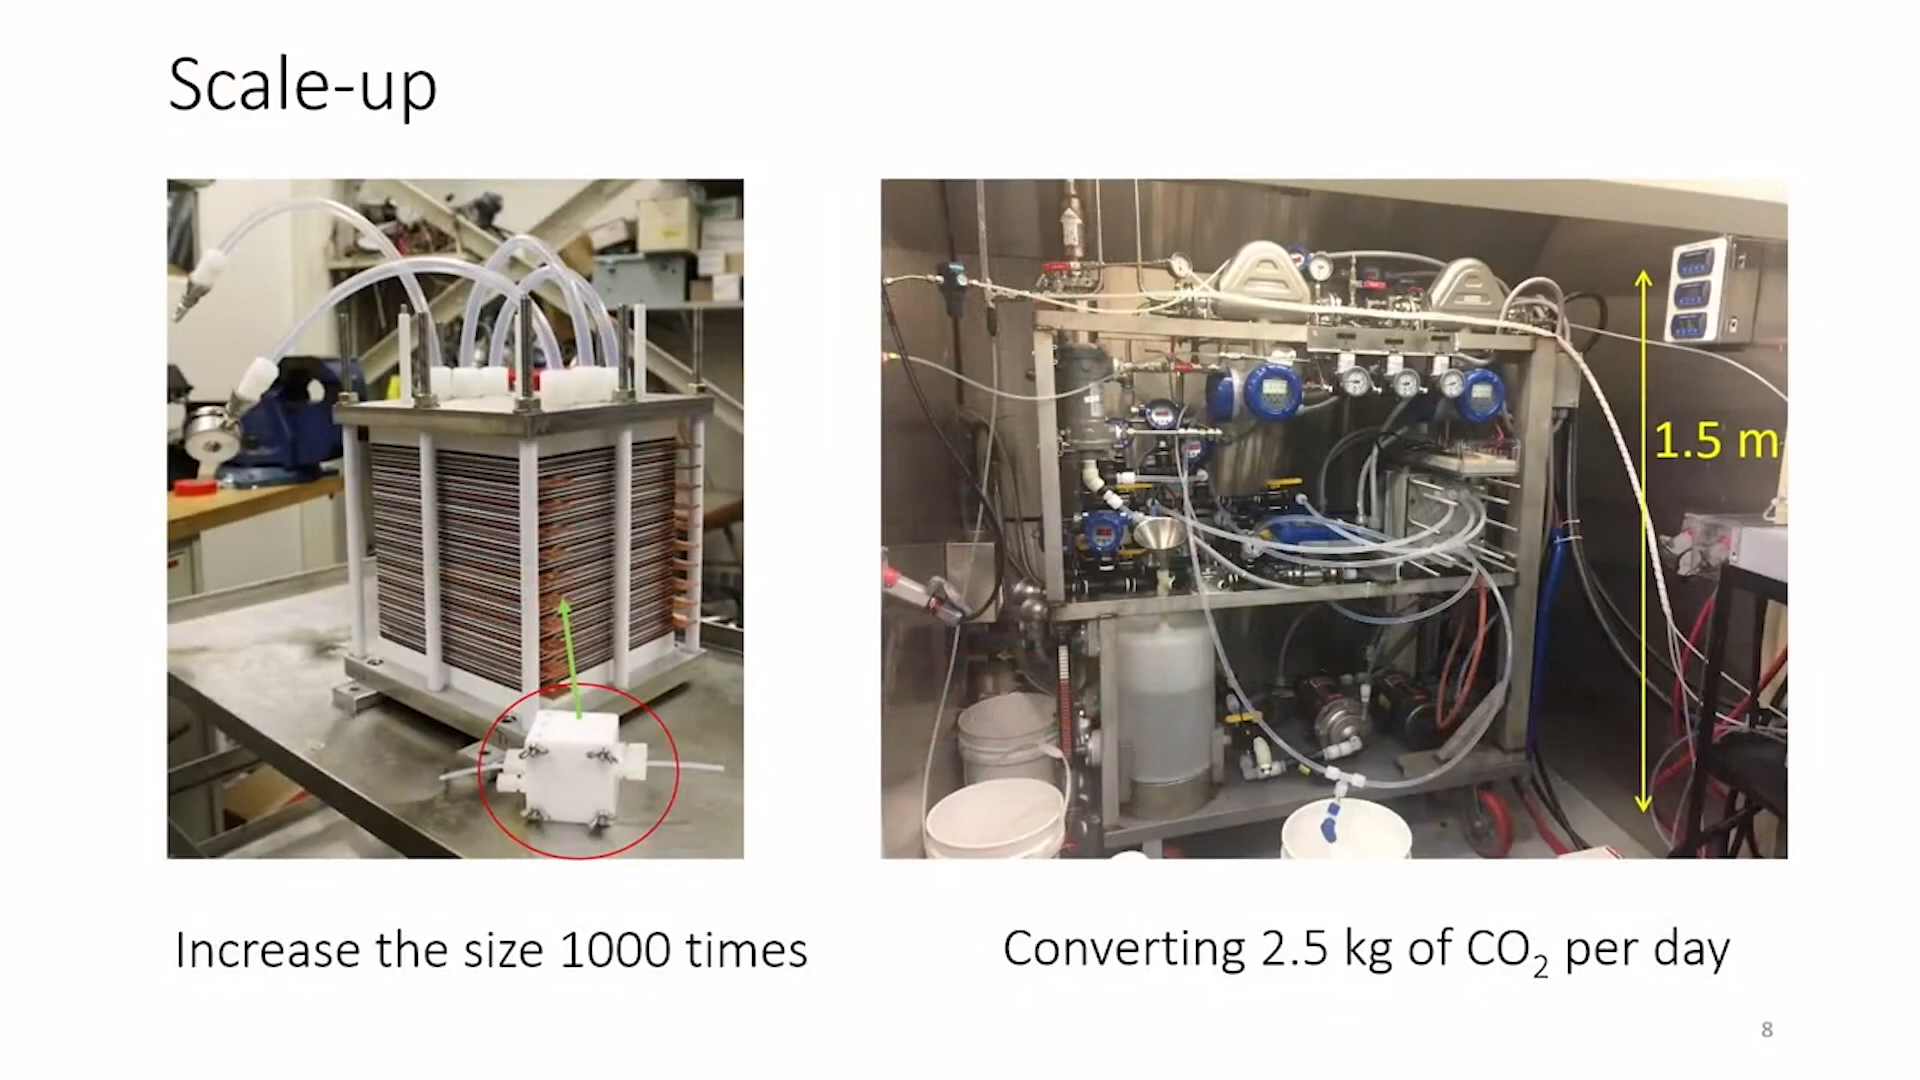 Scale-up
1.5 m
Increase the size 1000 times
Converting 2.5 kg of CO₂ per day
8